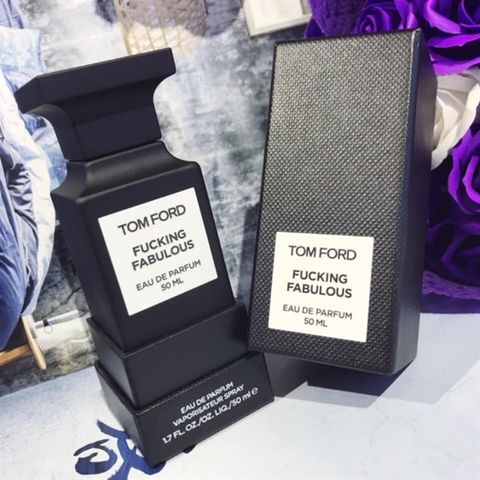 TOM FORD
FUCKING
FABULOUS
EAU DE PARFUM
50 ML
EAU DE PARFUM
VAPORISATEUR SPRAY
1.7 FL. OZ./OZ. LIQ./50 ml e
TOM FORD
FUCKING
FABULOUS
EAU DE PARFUM
50 ML